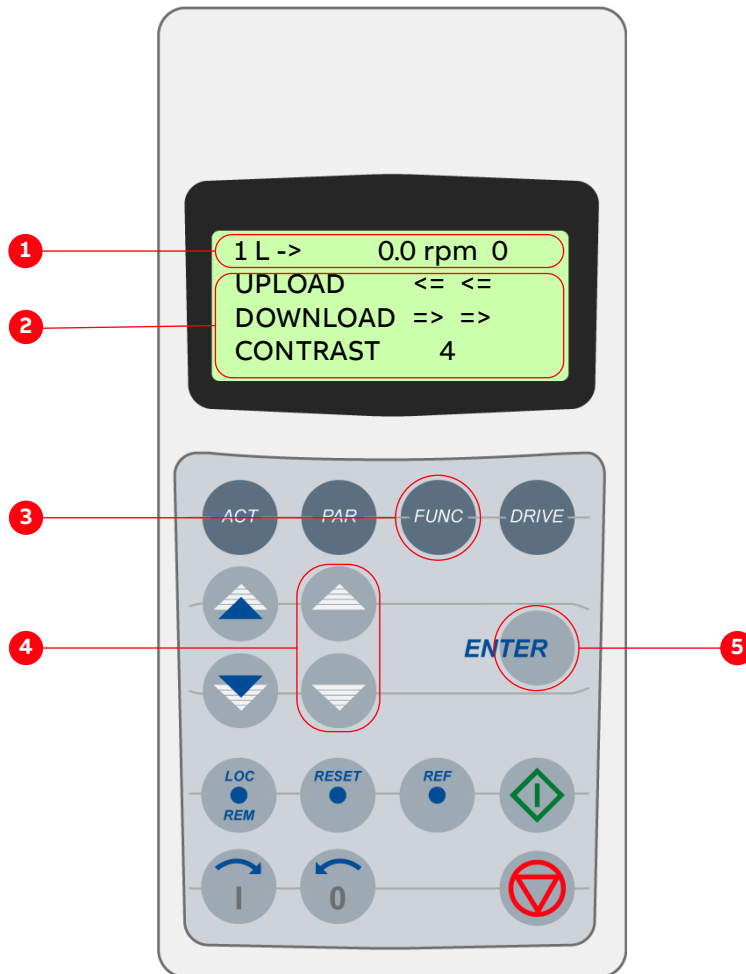 1
1 L -> 0.0 rpm 0
2
UPLOAD <= <=
DOWNLOAD => =>
CONTRAST 4
3
ACT PAR FUNC DRIVE
4
ENTER
5
LOC RESET REF
REM
I 0